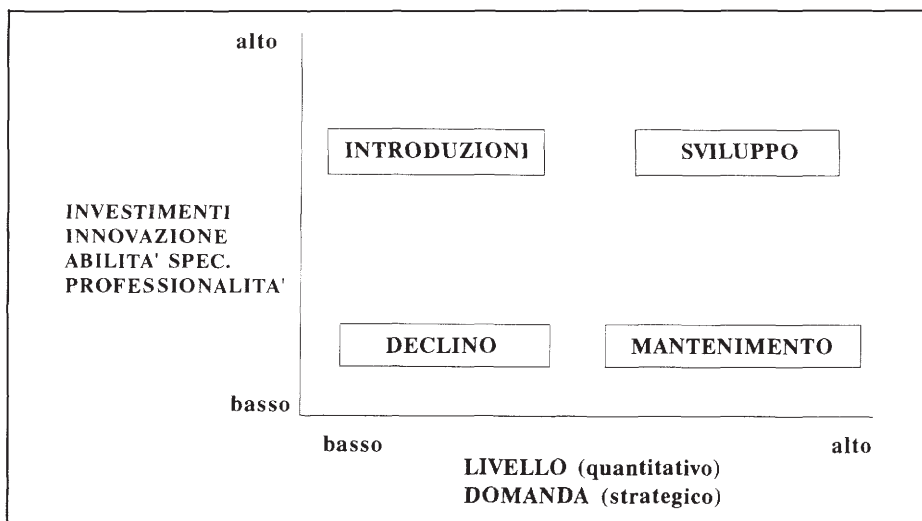 alto
INTRODUZIONI
SVILUPPO
INVESTIMENTI
INNOVAZIONE
ABILITA' SPEC.
PROFESSIONALITA'
DECLINO
MANTENIMENTO
basso
basso
alto
LIVELLO (quantitativo)
DOMANDA (strategico)